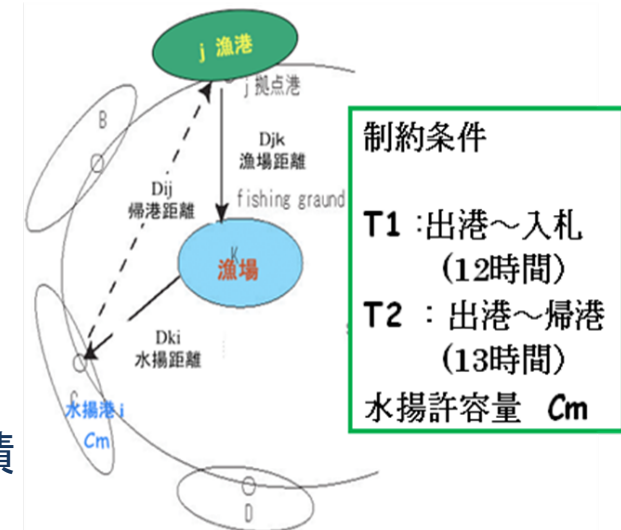 j 漁港
j 拠点港
B
Djk
漁場距離
Dij
帰港距離
fishing graund
K
漁場
Dki
水揚距離
C
水揚港 i
Cm
D
責
制約条件
T1 :出港～入札
(12時間)
T2 : 出港～帰港
(13時間)
水揚許容量 Cm